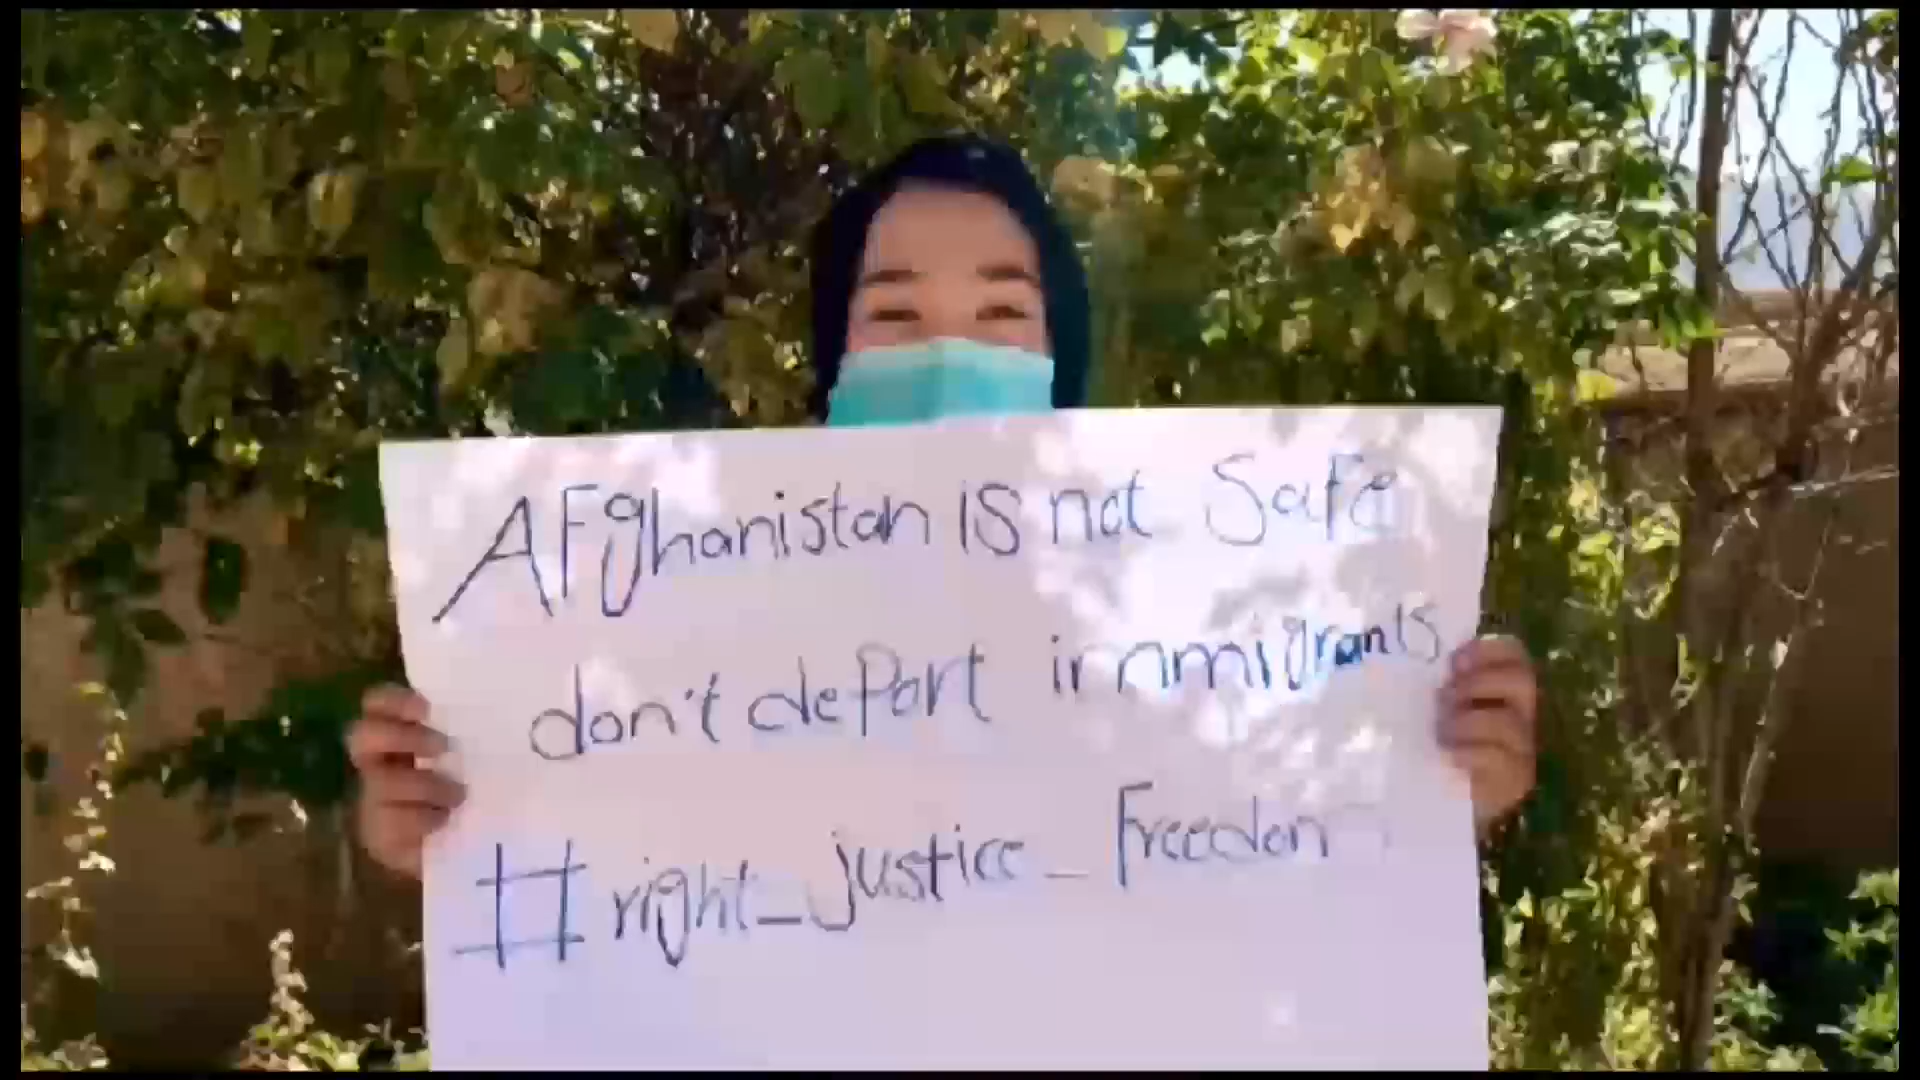 AFghanistan IS not Safe
don't dePort immigrants
# right_justice_Freedom